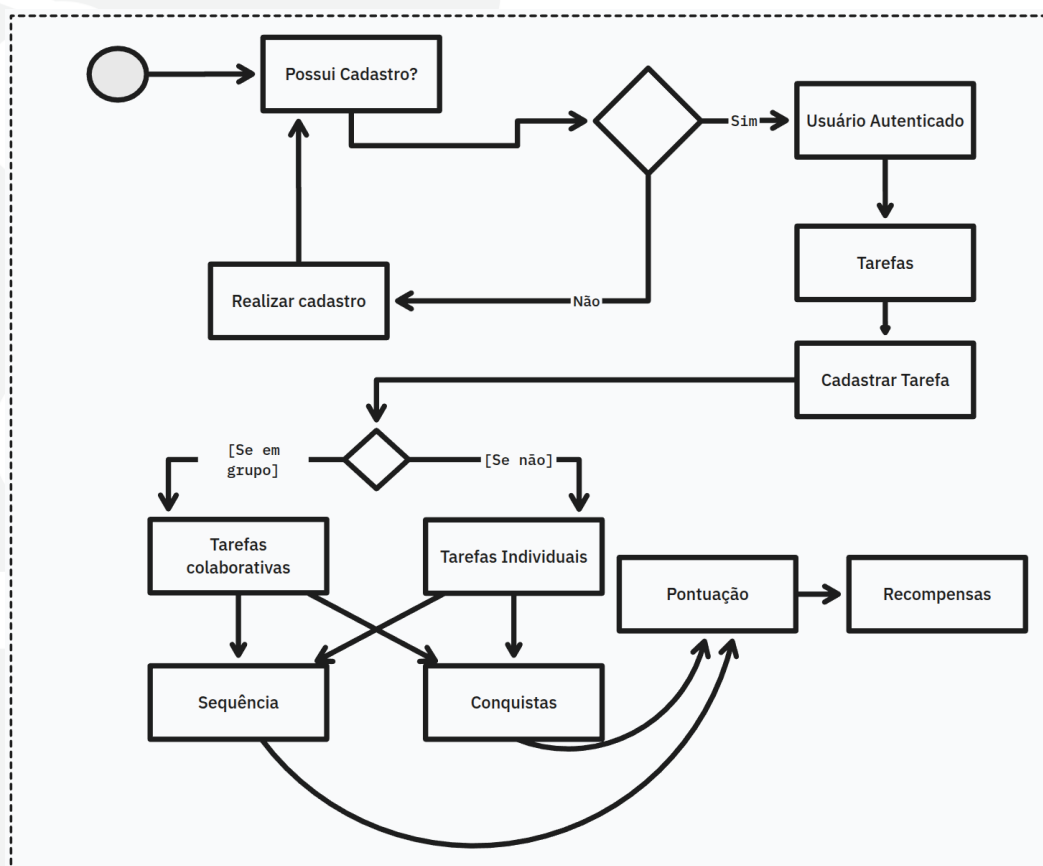 Possui Cadastro?
Sim
Usuário Autenticado
Tarefas
Realizar cadastro
Não
Cadastrar Tarefa
[Se em
grupo]
[Se não]
Tarefas
colaborativas
Tarefas Individuais
Pontuação
Recompensas
Sequência
Conquistas